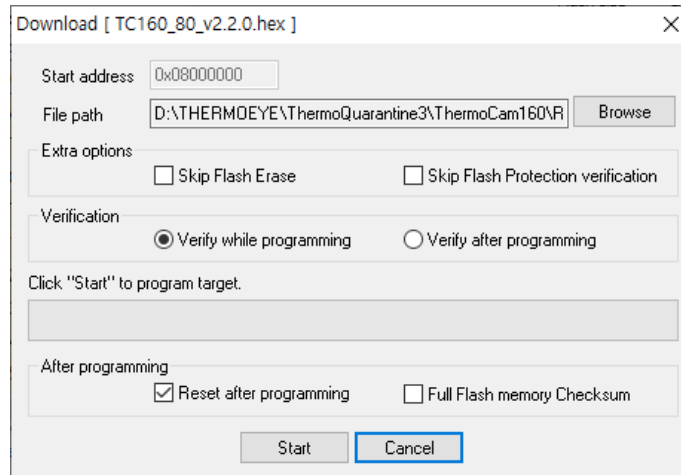 Download [ TC160_80_v2.2.0.hex ]
Start address 0x08000000
File path D:\THERMOEYE\ThermoQuarantine3\ThermoCam160\R Browse
Extra options
Skip Flash Erase Skip Flash Protection verification
Verification
Verify while programming Verify after programming
Click "Start" to program target.
After programming
Reset after programming Full Flash memory Checksum
Start Cancel